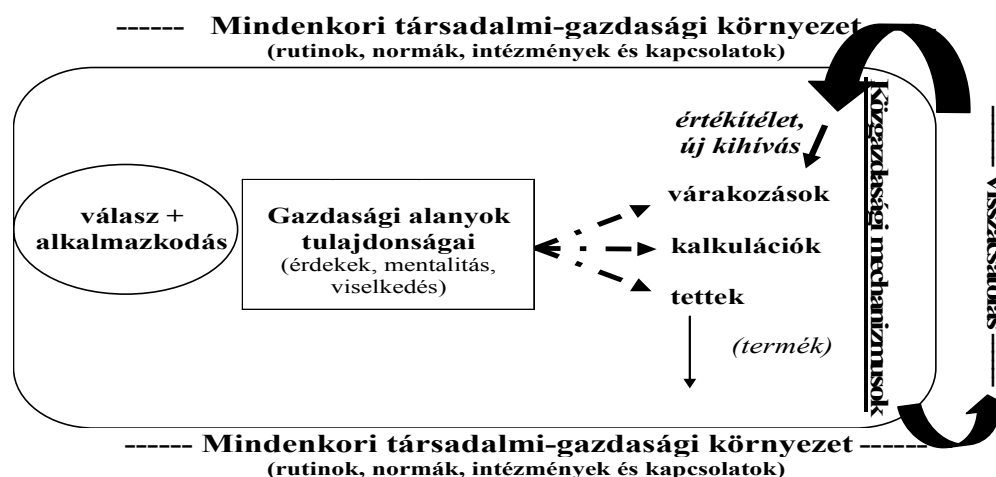 ------ Mindenkori társadalmi-gazdasági környezet ------
(rutinok, normák, intézmények és kapcsolatok)
értékítélet,
új kihívás
válasz +
alkalmazkodás
Gazdasági alanyok
tulajdonságai
(érdekek, mentalitás,
viselkedés)
várakozások
kalkulációk
tettek
(termék)
Közgazdasági mechanizmusok
------ Visszacsatolás ------
------ Mindenkori társadalmi-gazdasági környezet ------
(rutinok, normák, intézmények és kapcsolatok)